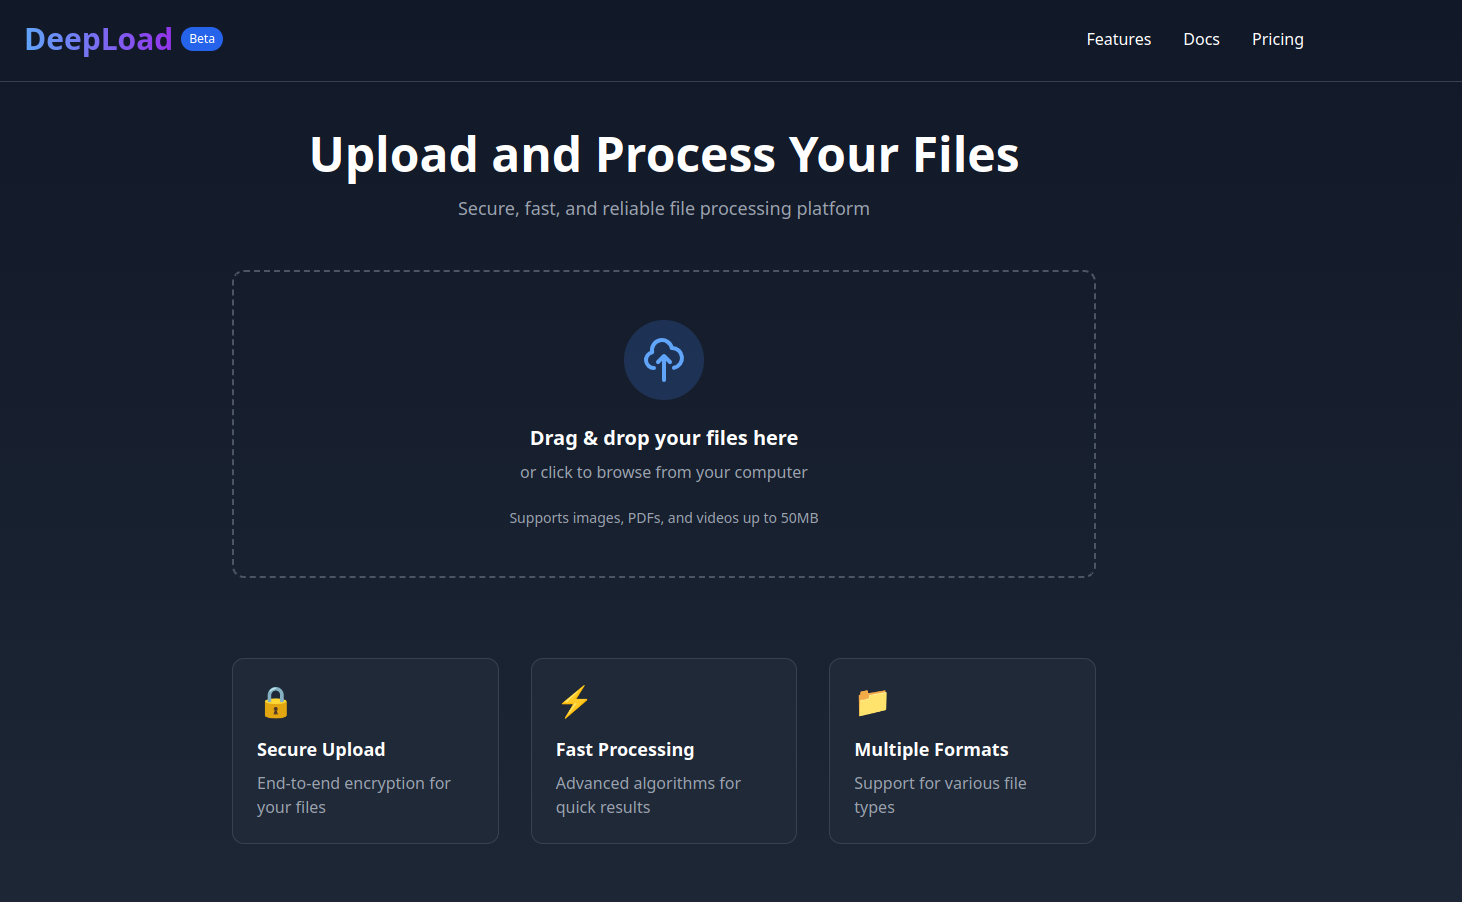 DeepLoad Beta Features Docs Pricing
Upload and Process Your Files
Secure, fast, and reliable file processing platform
Drag & drop your files here
or click to browse from your computer
Supports images, PDFs, and videos up to 50MB
Secure Upload
End-to-end encryption for
your files
Fast Processing
Advanced algorithms for
quick results
Multiple Formats
Support for various file
types